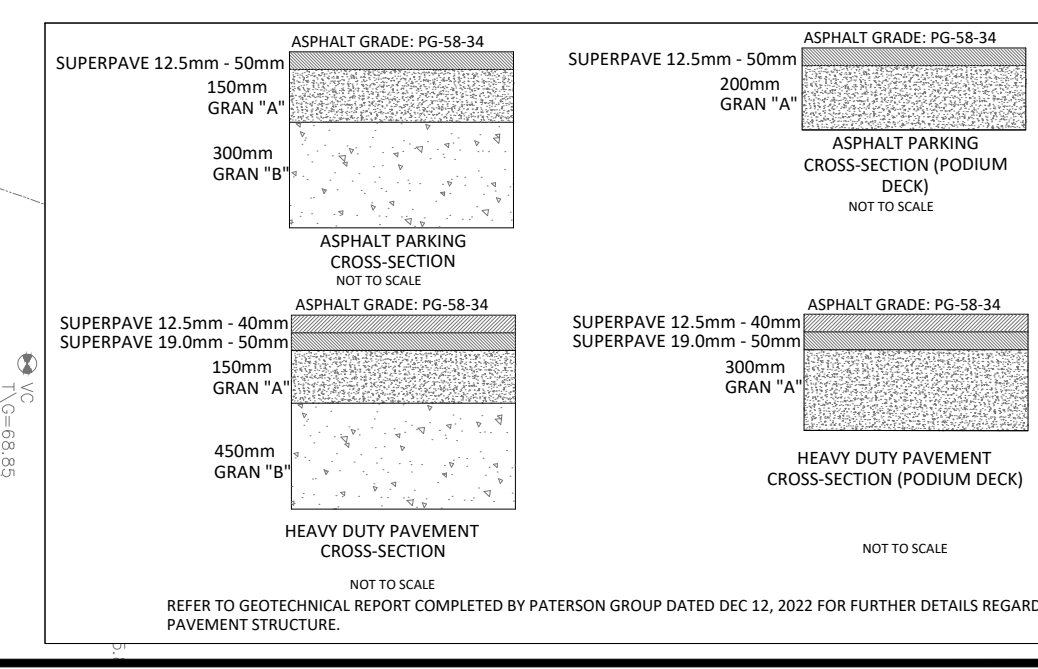 ASPHALT GRADE: PG-58-34
SUPERPAVE 12.5mm - 50mm
150mm
GRAN "A"
300mm
GRAN "B"
ASPHALT PARKING
CROSS-SECTION
NOT TO SCALE
ASPHALT GRADE: PG-58-34
SUPERPAVE 12.5mm - 50mm
200mm
GRAN "A"
ASPHALT PARKING
CROSS-SECTION (PODIUM
DECK)
NOT TO SCALE
ASPHALT GRADE: PG-58-34
SUPERPAVE 12.5mm - 40mm
SUPERPAVE 19.0mm - 50mm
150mm
GRAN "A"
450mm
GRAN "B"
HEAVY DUTY PAVEMENT
CROSS-SECTION
NOT TO SCALE
ASPHALT GRADE: PG-58-34
SUPERPAVE 12.5mm - 40mm
SUPERPAVE 19.0mm - 50mm
300mm
GRAN "A"
HEAVY DUTY PAVEMENT
CROSS-SECTION (PODIUM DECK)
NOT TO SCALE
REFER TO GEOTECHNICAL REPORT COMPLETED BY PATERSON GROUP DATED DEC 12, 2022 FOR FURTHER DETAILS REGARD
PAVEMENT STRUCTURE.
VC
T\G=68.85